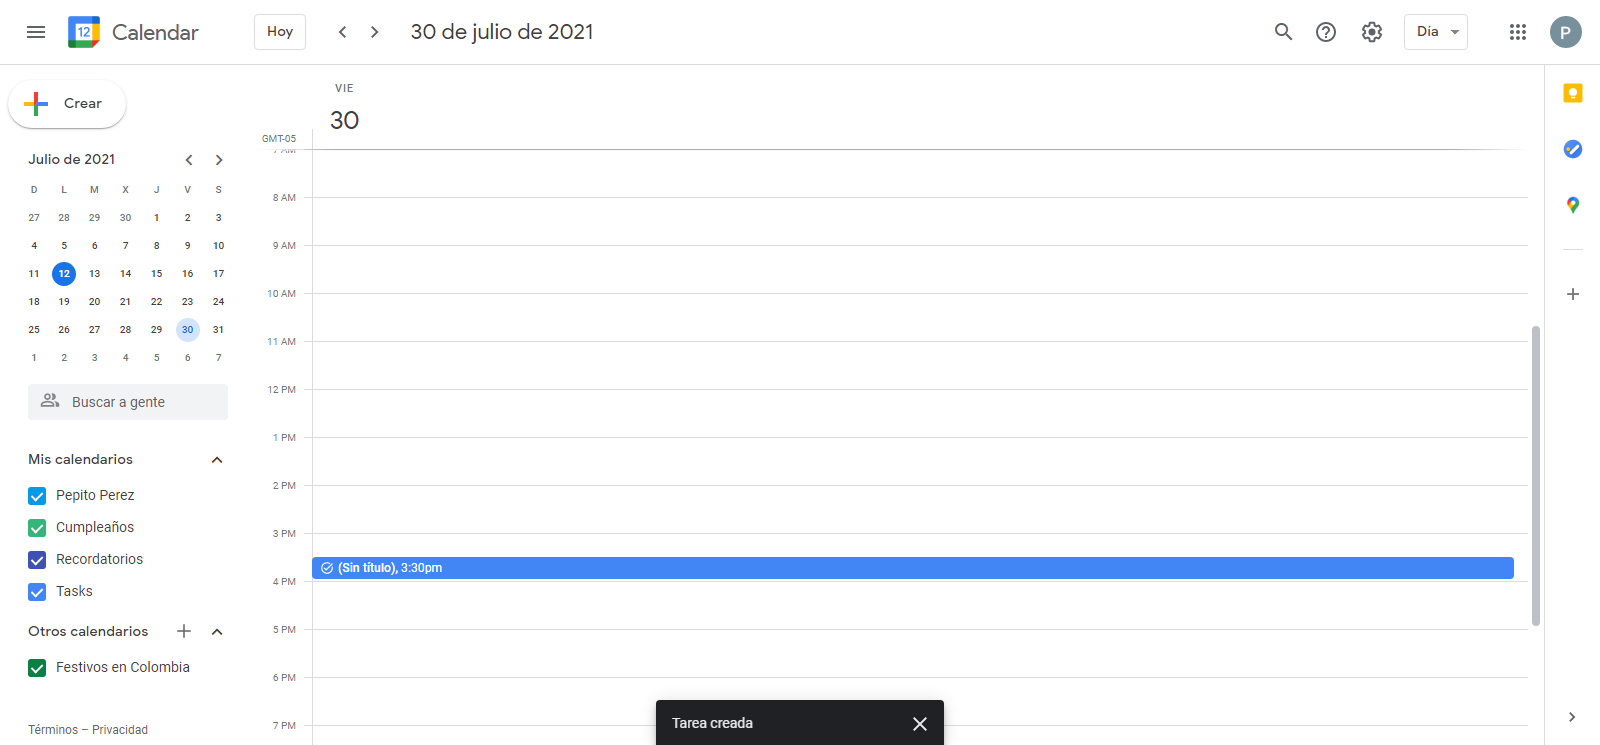 12 Calendar
Hoy
30 de julio de 2021
Día
P
Crear
VIE
30
GMT-05
7 AM
8 AM
9 AM
10 AM
11 AM
12 PM
1 PM
2 PM
3 PM
(Sin título), 3:30pm
4 PM
5 PM
6 PM
7 PM
Julio de 2021
D L M X J V S
27 28 29 30 1 2 3
4 5 6 7 8 9 10
11 12 13 14 15 16 17
18 19 20 21 22 23 24
25 26 27 28 29 30 31
1 2 3 4 5 6 7
Buscar a gente
Mis calendarios
Pepito Perez
Cumpleaños
Recordatorios
Tasks
Otros calendarios
Festivos en Colombia
Términos – Privacidad
Tarea creada